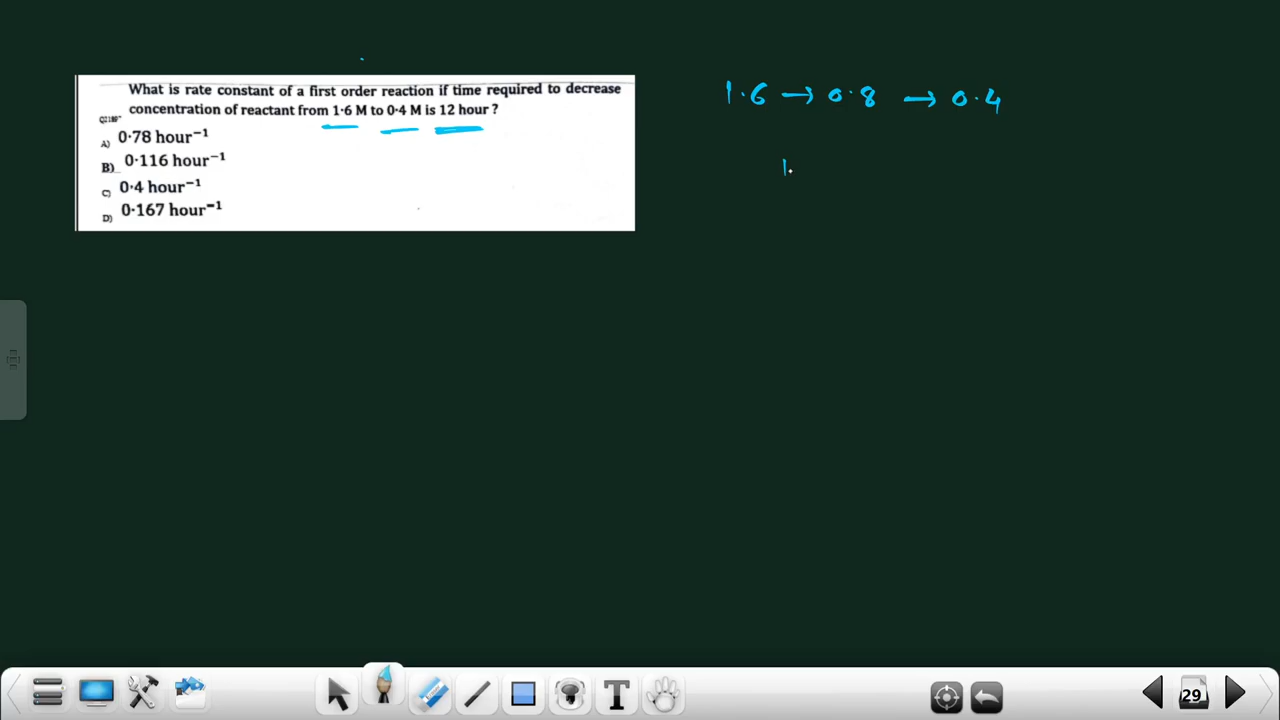 What is rate constant of a first order reaction if time required to decrease
concentration of reactant from 1·6 M to 0·4 M is 12 hour ?
A) 0·78 hour⁻¹
B) 0·116 hour⁻¹
C) 0·4 hour⁻¹
D) 0·167 hour⁻¹
1.6 → 0.8 → 0.4
T
29